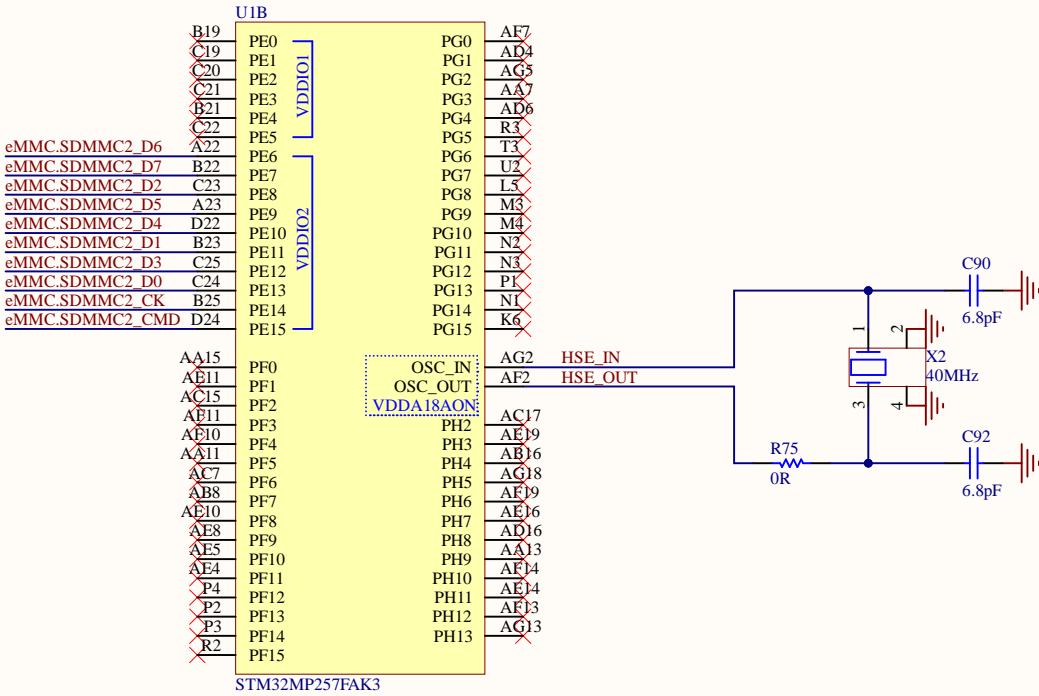 U1B
B19 PE0 PG0 AF7
C19 PE1 PG1 AD4
C20 PE2 PG2 AG5
C21 PE3 PG3 AA7
B21 PE4 PG4 AD6
C22 PE5 PG5 R3
VDDIO1
eMMC.SDMMC2_D6 A22 PE6 PG6 T3
eMMC.SDMMC2_D7 B22 PE7 PG7 U2
eMMC.SDMMC2_D2 C23 PE8 PG8 L5
eMMC.SDMMC2_D5 A23 PE9 PG9 M3
eMMC.SDMMC2_D4 D22 PE10 PG10 M4
eMMC.SDMMC2_D1 B23 PE11 PG11 N2
eMMC.SDMMC2_D3 C25 PE12 PG12 N3
eMMC.SDMMC2_D0 C24 PE13 PG13 P1
eMMC.SDMMC2_CK B25 PE14 PG14 N1
eMMC.SDMMC2_CMD D24 PE15 PG15 K6
VDDIO2
AA15 PF0 OSC_IN AG2 HSE_IN
AE11 PF1 OSC_OUT AF2 HSE_OUT
AC15 PF2 VDDA18AON
AF11 PF3 PH2 AC17
AF10 PF4 PH3 AE19
AA11 PF5 PH4 AB16
AC7 PF6 PH5 AG18
AB8 PF7 PH6 AF19
AE10 PF8 PH7 AE16
AE8 PF9 PH8 AD16
AE5 PF10 PH9 AA13
AE4 PF11 PH10 AF14
P4 PF12 PH11 AE14
P2 PF13 PH12 AF13
P3 PF14 PH13 AG13
R2 PF15
STM32MP257FAK3
C90
6.8pF
1
2
X2
40MHz
3
4
R75
0R
C92
6.8pF